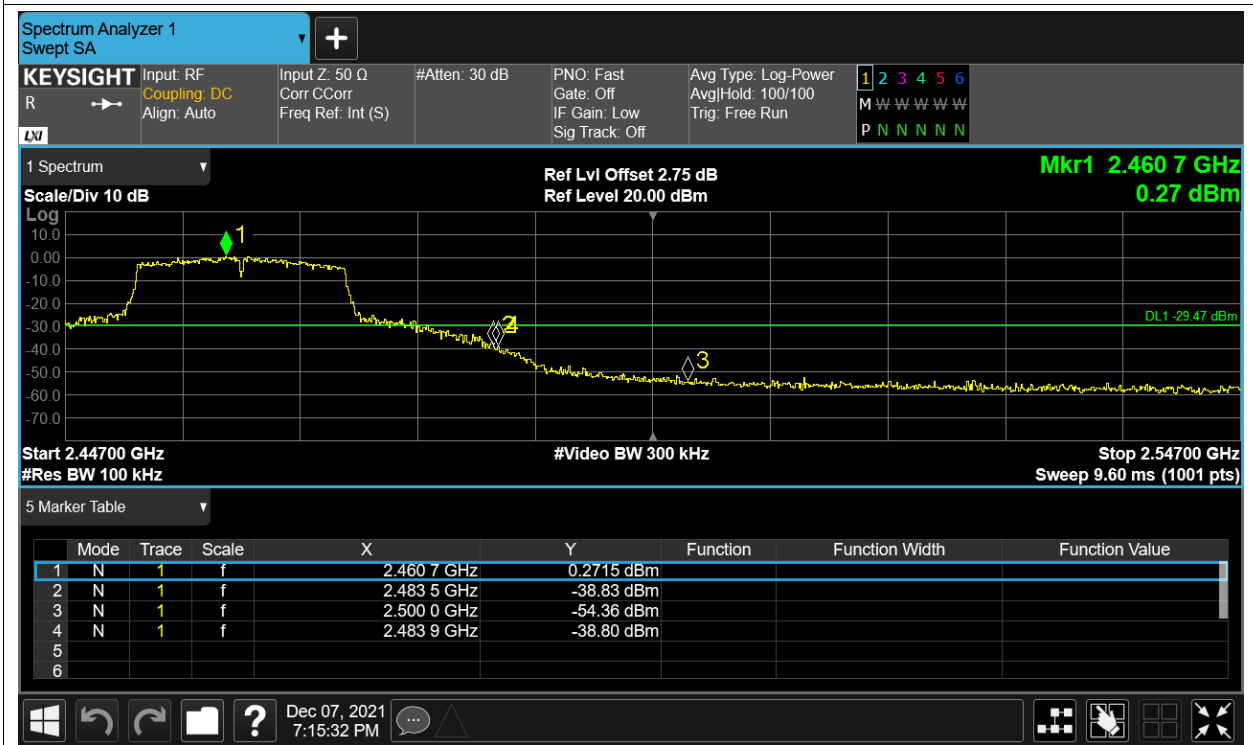 Spectrum Analyzer 1
Swept SA
+
KEYSIGHT
R
LXI
Input: RF
Coupling: DC
Align: Auto
Input Z: 50 Ω
Corr CCorr
Freq Ref: Int (S)
#Atten: 30 dB
PNO: Fast
Gate: Off
IF Gain: Low
Sig Track: Off
Avg Type: Log-Power
Avg|Hold: 100/100
Trig: Free Run
1 2 3 4 5 6
M W W W W W
P N N N N N
1 Spectrum
Scale/Div 10 dB
Ref Lvl Offset 2.75 dB
Ref Level 20.00 dBm
Mkr1 2.460 7 GHz
0.27 dBm
Log
10.0
0.00
-10.0
-20.0
-30.0
-40.0
-50.0
-60.0
-70.0
1
2 4
3
DL1 -29.47 dBm
Start 2.44700 GHz
#Video BW 300 kHz
Stop 2.54700 GHz
#Res BW 100 kHz
Sweep 9.60 ms (1001 pts)
5 Marker Table
Mode Trace Scale X Y Function Function Width Function Value
1 N 1 f 2.460 7 GHz 0.2715 dBm
2 N 1 f 2.483 5 GHz -38.83 dBm
3 N 1 f 2.500 0 GHz -54.36 dBm
4 N 1 f 2.483 9 GHz -38.80 dBm
5
6
?
Dec 07, 2021
7:15:32 PM